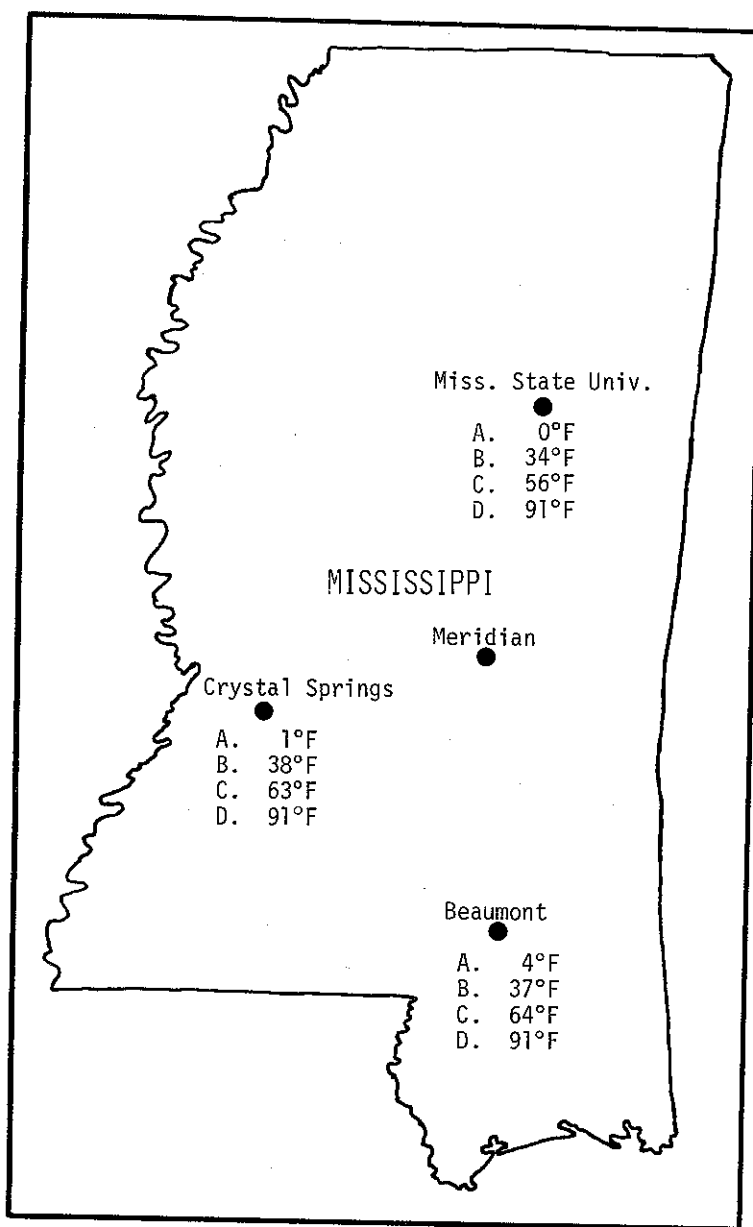 Miss. State Univ.
A. 0°F
B. 34°F
C. 56°F
D. 91°F
MISSISSIPPI
Meridian
Crystal Springs
A. 1°F
B. 38°F
C. 63°F
D. 91°F
Beaumont
A. 4°F
B. 37°F
C. 64°F
D. 91°F